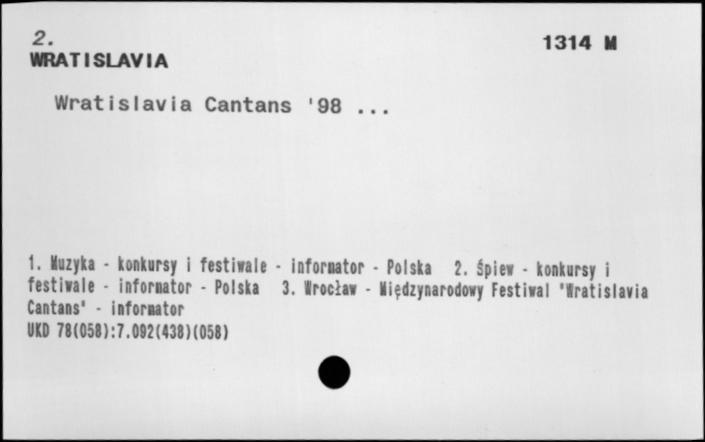 2.
1314 M
WRATISLAVIA
Wratislavia Cantans '98 ...
1. Muzyka - konkursy i festiwale - informator - Polska 2. Śpiew - konkursy i
festiwale - informator - Polska 3. Wrocław - Międzynarodowy Festiwal "Wratislavia
Cantans" - informator
UKD 78(058):7.092(438)(058)